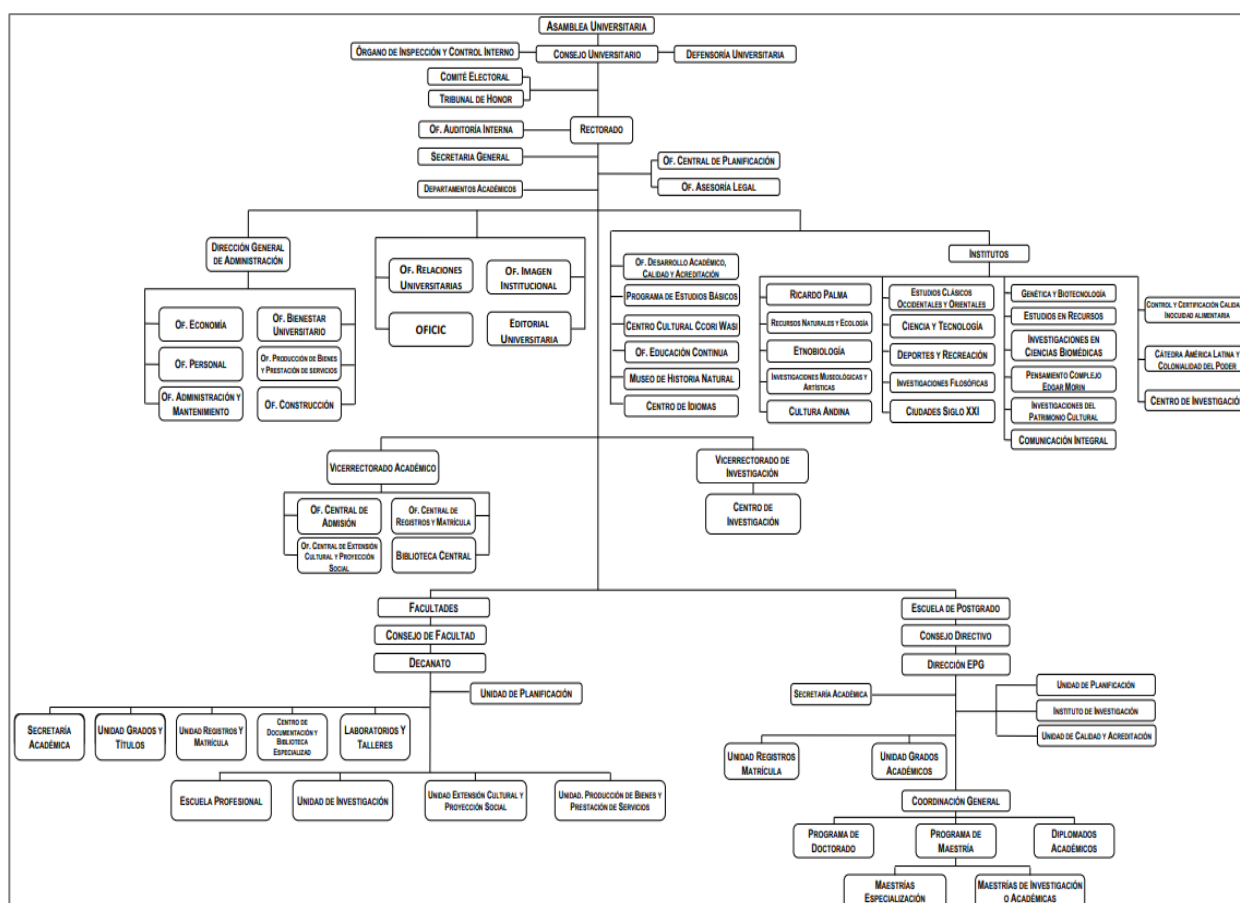 ASAMBLEA UNIVERSITARIA
ÓRGANO DE INSPECCIÓN Y CONTROL INTERNO
CONSEJO UNIVERSITARIO
DEFENSORÍA UNIVERSITARIA
COMITÉ ELECTORAL
TRIBUNAL DE HONOR
OF. AUDITORÍA INTERNA
RECTORADO
SECRETARIA GENERAL
OF. CENTRAL DE PLANIFICACIÓN
DEPARTAMENTOS ACADÉMICOS
OF. ASESORÍA LEGAL
DIRECCIÓN GENERAL
DE ADMINISTRACIÓN
OF. ECONOMÍA
OF. BIENESTAR
UNIVERSITARIO
OF. PERSONAL
OF. PRODUCCIÓN DE BIENES
Y PRESTACIÓN DE SERVICIOS
OF. ADMINISTRACIÓN Y
MANTENIMIENTO
OF. CONSTRUCCIÓN
OF. RELACIONES
UNIVERSITARIAS
OF. IMAGEN
INSTITUCIONAL
OFICIC
EDITORIAL
UNIVERSITARIA
OF. DESARROLLO ACADÉMICO,
CALIDAD Y ACREDITACIÓN
PROGRAMA DE ESTUDIOS BÁSICOS
CENTRO CULTURAL CCORI WASI
OF. EDUCACIÓN CONTINUA
MUSEO DE HISTORIA NATURAL
CENTRO DE IDIOMAS
INSTITUTOS
RICARDO PALMA
RECURSOS NATURALES Y ECOLOGÍA
ETNOBIOLOGÍA
INVESTIGACIONES MUSEOLÓGICAS Y
ARTÍSTICAS
CULTURA ANDINA
ESTUDIOS CLÁSICOS
OCCIDENTALES Y ORIENTALES
CIENCIA Y TECNOLOGÍA
DEPORTES Y RECREACIÓN
INVESTIGACIONES FILOSÓFICAS
CIUDADES SIGLO XXI
GENÉTICA Y BIOTECNOLOGÍA
ESTUDIOS EN RECURSOS
INVESTIGACIONES EN
CIENCIAS BIOMÉDICAS
PENSAMIENTO COMPLEJO
EDGAR MORIN
INVESTIGACIONES DEL
PATRIMONIO CULTURAL
COMUNICACIÓN INTEGRAL
CONTROL Y CERTIFICACIÓN CALIDA
INOCUIDAD ALIMENTARIA
CÁTEDRA AMÉRICA LATINA Y
COLONIALIDAD DEL PODER
CENTRO DE INVESTIGACIÓN
VICERRECTORADO ACADÉMICO
OF. CENTRAL DE
ADMISIÓN
OF. CENTRAL DE
REGISTROS Y MATRÍCULA
OF. CENTRAL DE EXTENSIÓN
CULTURAL Y PROYECCIÓN
SOCIAL
BIBLIOTECA CENTRAL
VICERRECTORADO DE
INVESTIGACIÓN
CENTRO DE
INVESTIGACIÓN
FACULTADES
CONSEJO DE FACULTAD
DECANATO
UNIDAD DE PLANIFICACIÓN
SECRETARÍA
ACADÉMICA
UNIDAD GRADOS Y
TÍTULOS
UNIDAD REGISTROS Y
MATRÍCULA
CENTRO DE
DOCUMENTACIÓN Y
BIBLIOTECA
ESPECIALIZAD
LABORATORIOS Y
TALLERES
ESCUELA PROFESIONAL
UNIDAD DE INVESTIGACIÓN
UNIDAD EXTENSIÓN CULTURAL Y
PROYECCIÓN SOCIAL
UNIDAD. PRODUCCIÓN DE BIENES Y
PRESTACIÓN DE SERVICIOS
ESCUELA DE POSTGRADO
CONSEJO DIRECTIVO
DIRECCIÓN EPG
SECRETARÍA ACADÉMICA
UNIDAD DE PLANIFICACIÓN
INSTITUTO DE INVESTIGACIÓN
UNIDAD DE CALIDAD Y ACREDITACIÓN
UNIDAD REGISTROS
MATRÍCULA
UNIDAD GRADOS
ACADÉMICOS
COORDINACIÓN GENERAL
PROGRAMA DE
DOCTORADO
PROGRAMA DE
MAESTRÍA
DIPLOMADOS
ACADÉMICOS
MAESTRÍAS
ESPECIALIZACIÓN
MAESTRÍAS DE INVESTIGACIÓN
O ACADÉMICAS